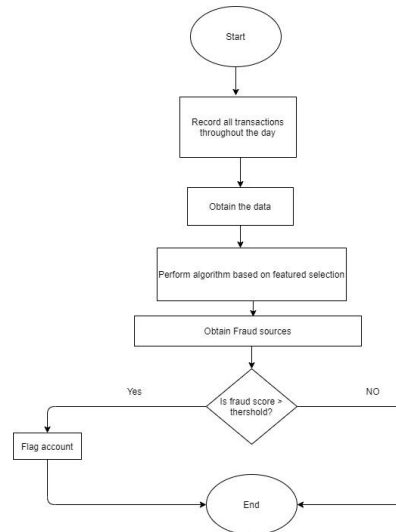 Start
Record all transactions
throughout the day
Obtain the data
Perform algorithm based on featured selection
Obtain Fraud sources
Is fraud score >
thershold?
Yes
NO
Flag account
End